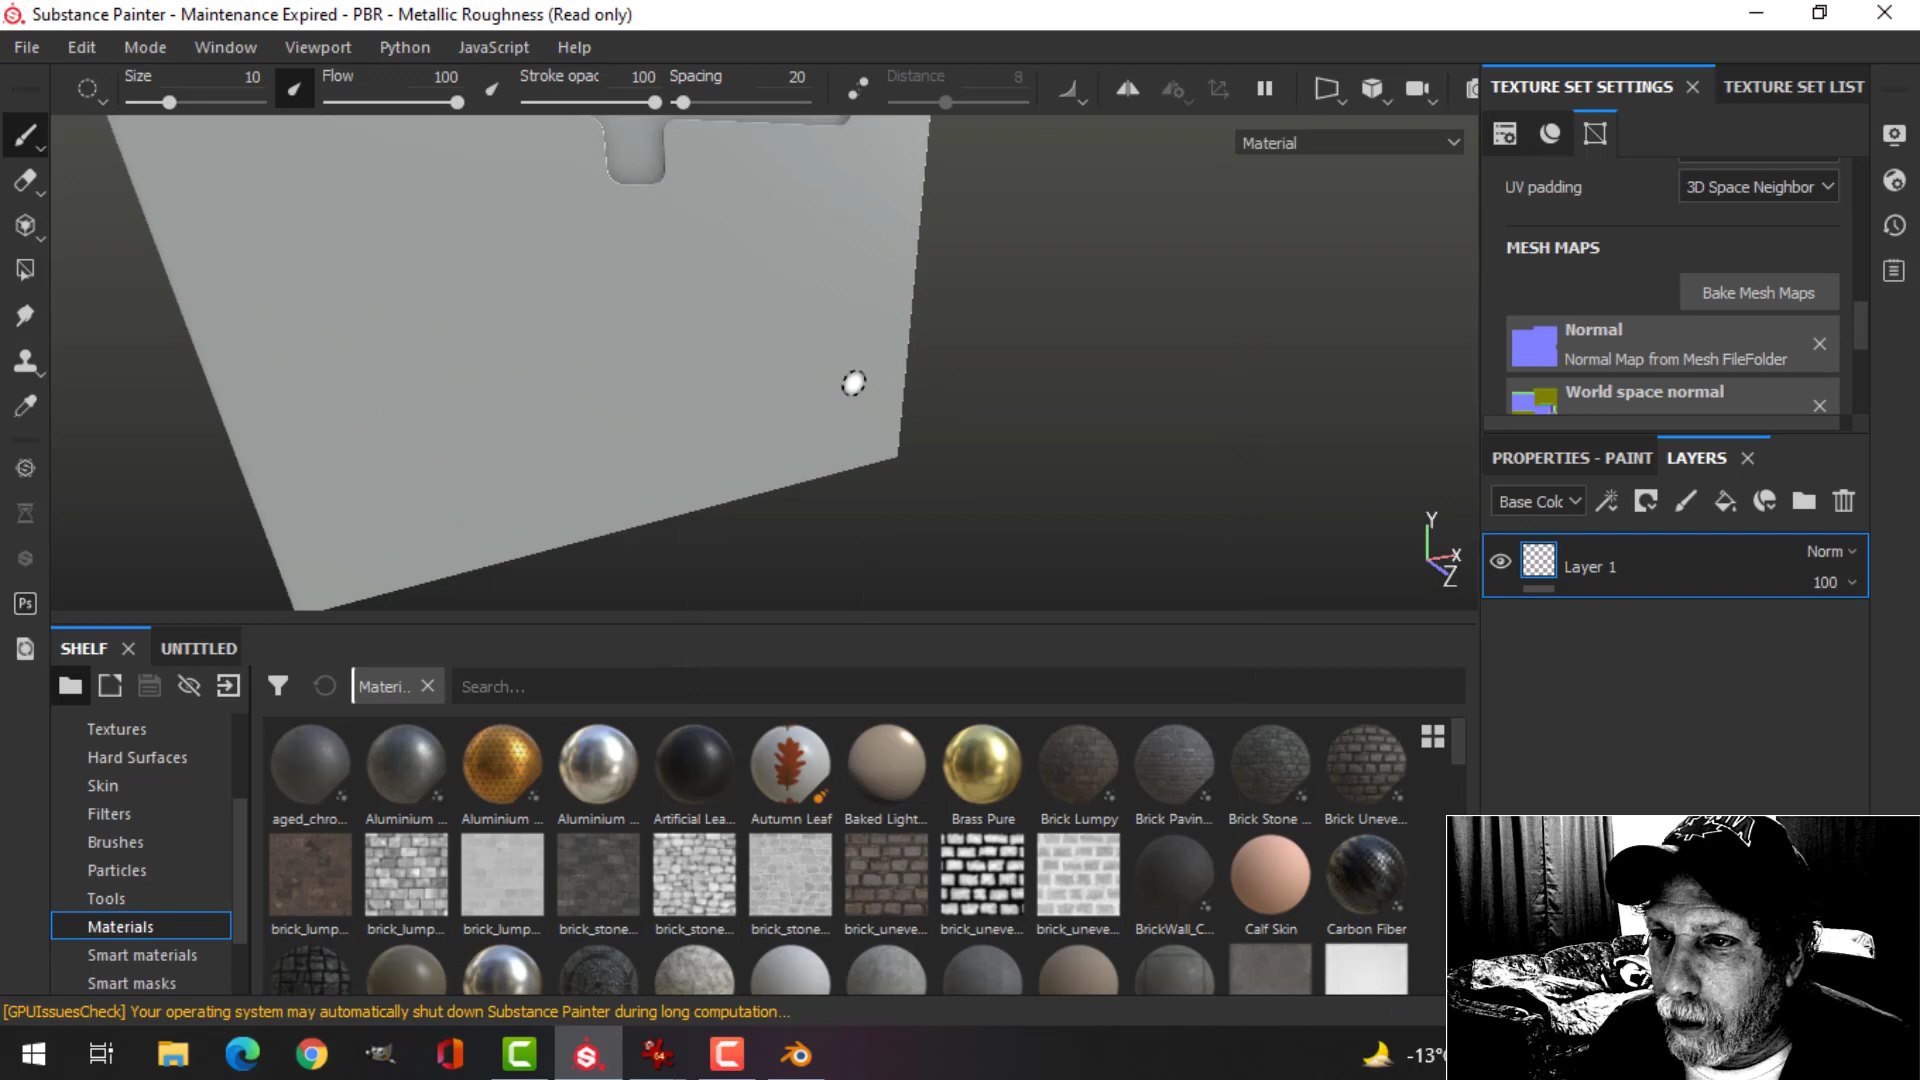 Substance Painter - Maintenance Expired - PBR - Metallic Roughness (Read only)
File Edit Mode Window Viewport Python JavaScript Help
Size 10 Flow 100 Stroke opac 100 Spacing 20 Distance 8
TEXTURE SET SETTINGS TEXTURE SET LIST
Material
UV padding 3D Space Neighbor
MESH MAPS
Bake Mesh Maps
Normal
Normal Map from Mesh FileFolder
World space normal
PROPERTIES - PAINT LAYERS
Base Colc
Norm
Layer 1
100
Y
X
Z
Ps
SHELF UNTITLED
Materi.. Search...
Textures
Hard Surfaces
Skin
Filters
Brushes
Particles
Tools
Materials
Smart materials
Smart masks
aged_chro... Aluminium ... Aluminium ... Aluminium ... Artificial Lea... Autumn Leaf Baked Light... Brass Pure Brick Lumpy Brick Pavin... Brick Stone ... Brick Uneve...
brick_lump... brick_lump... brick_lump... brick_stone... brick_stone... brick_stone... brick_uneve... brick_uneve... brick_uneve... BrickWall_C... Calf Skin Carbon Fiber
[GPUIssuesCheck] Your operating system may automatically shut down Substance Painter during long computation...
-13°